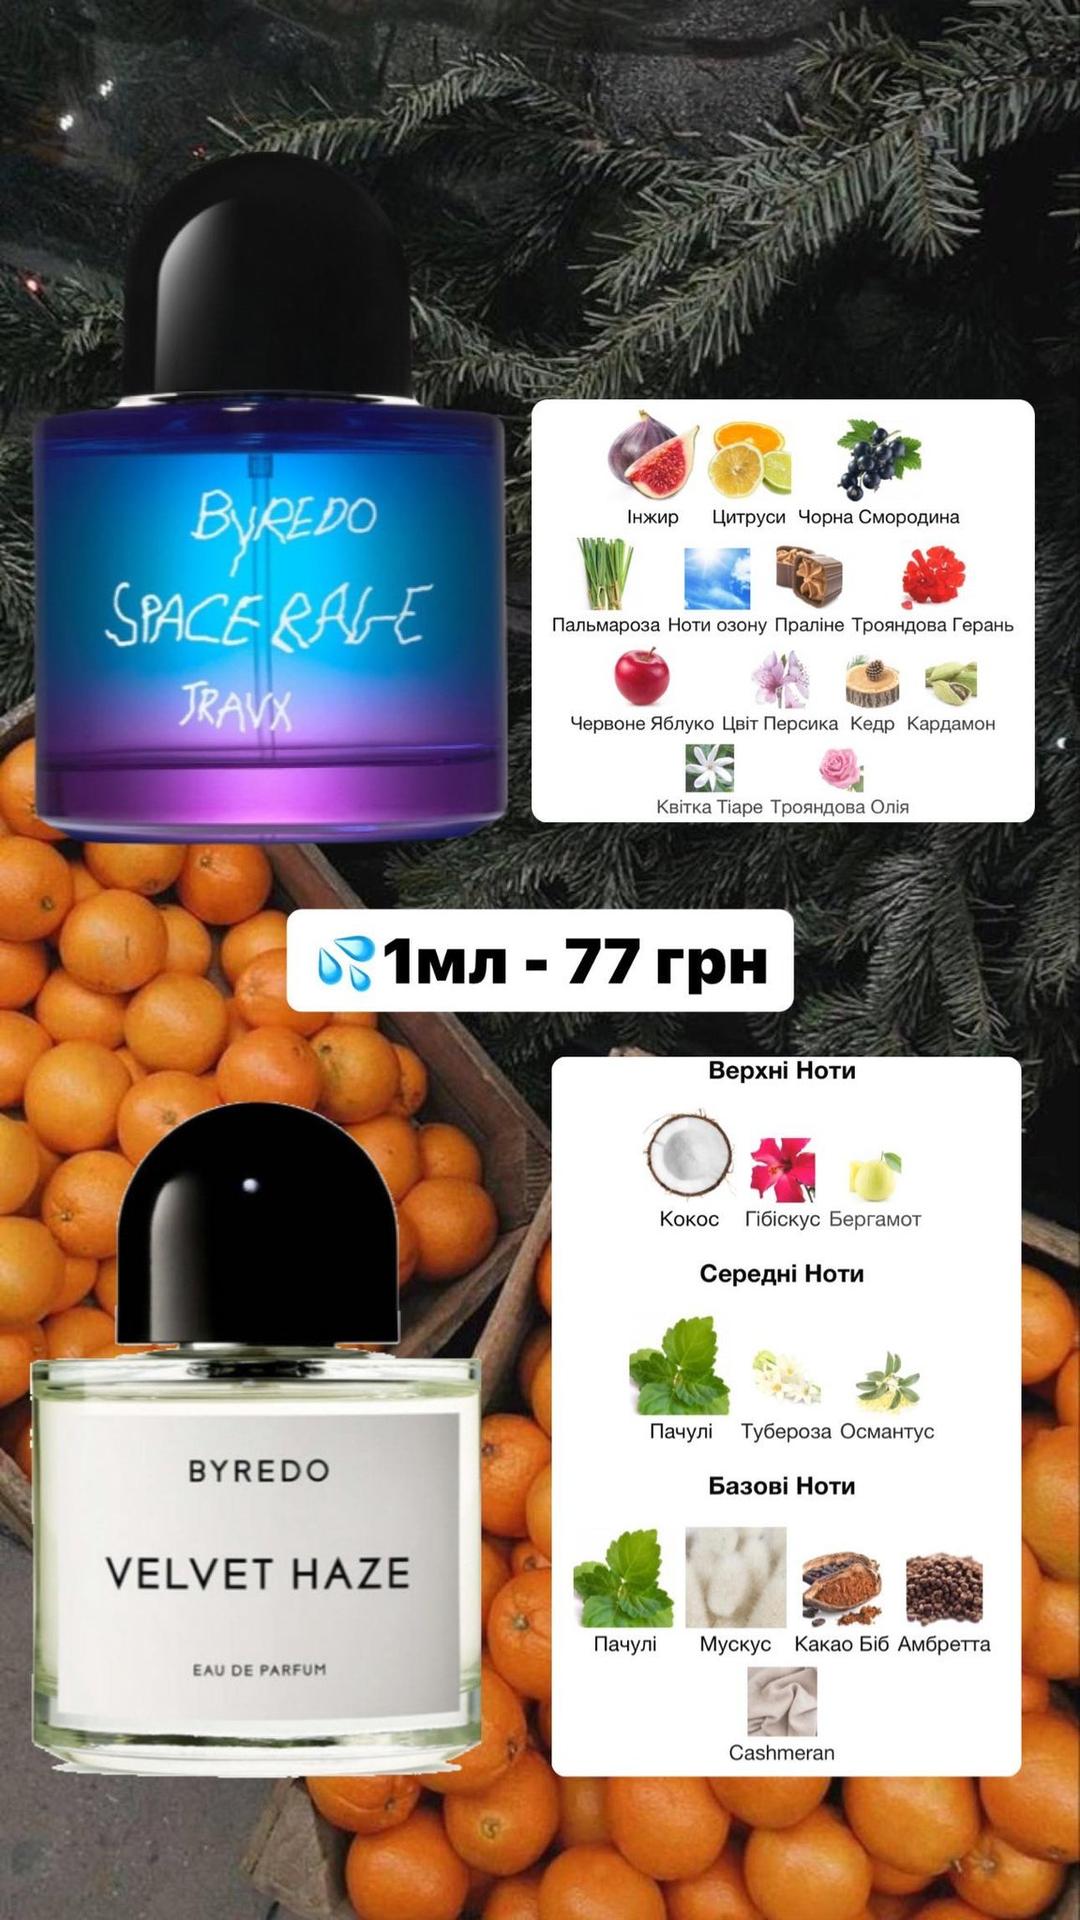 BYREDO
SPACE RAGE
TRAVX
Інжир Цитруси Чорна Смородина
Пальмароза Ноти озону Праліне Трояндова Герань
Червоне Яблуко Цвіт Персика Кедр Кардамон
Квітка Тіаре Трояндова Олія
💦1мл - 77 грн
Верхні Ноти
Кокос Гібіскус Бергамот
Середні Ноти
Пачулі Тубероза Османтус
Базові Ноти
Пачулі Мускус Какао Біб Амбретта
Cashmeran
BYREDO
VELVET HAZE
EAU DE PARFUM